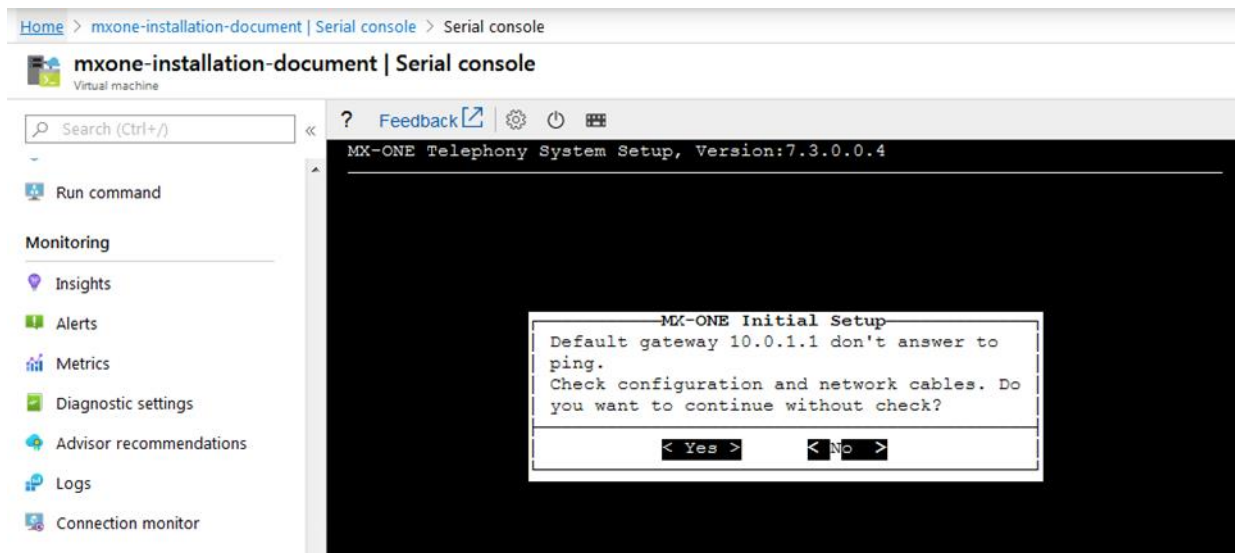 Home > mxone-installation-document | Serial console > Serial console
mxone-installation-document | Serial console
Virtual machine
Search (Ctrl+/)
«
? Feedback
MX-ONE Telephony System Setup, Version:7.3.0.0.4
Run command
Monitoring
Insights
Alerts
Metrics
Diagnostic settings
Advisor recommendations
Logs
Connection monitor
MX-ONE Initial Setup
Default gateway 10.0.1.1 don't answer to
ping.
Check configuration and network cables. Do
you want to continue without check?
< Yes > < No >